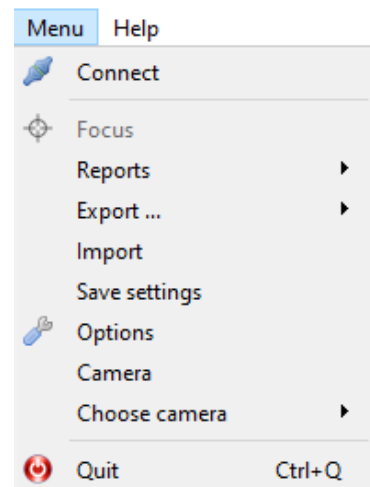 Menu Help
Connect
Focus
Reports
Export ...
Import
Save settings
Options
Camera
Choose camera
Quit Ctrl+Q